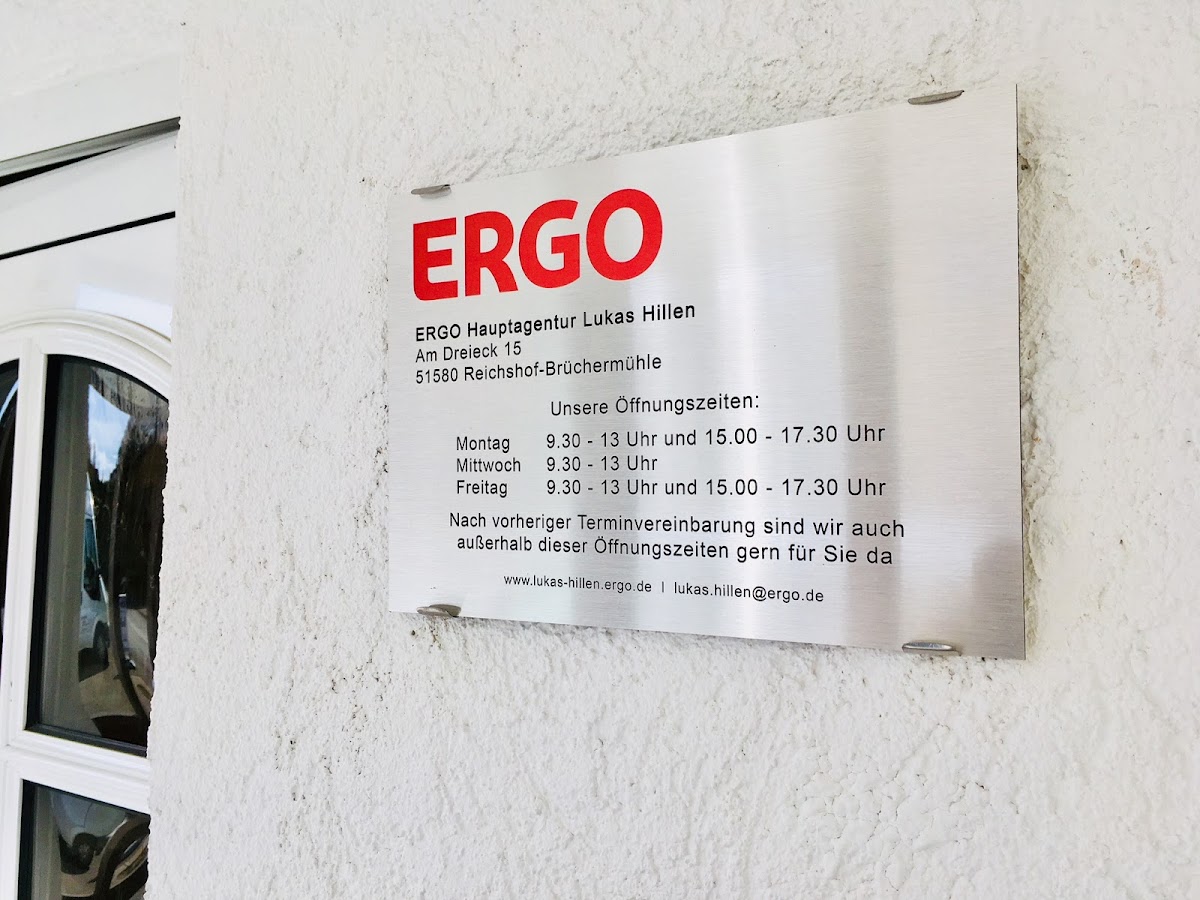 ERGO
ERGO Hauptagentur Lukas Hillen
Am Dreieck 15
51580 Reichshof-Brüchermühle
Unsere Öffnungszeiten:
Montag 9.30 - 13 Uhr und 15.00 - 17.30 Uhr
Mittwoch 9.30 - 13 Uhr
Freitag 9.30 - 13 Uhr und 15.00 - 17.30 Uhr
Nach vorheriger Terminvereinbarung sind wir auch
außerhalb dieser Öffnungszeiten gern für Sie da
www.lukas-hillen.ergo.de | lukas.hillen@ergo.de